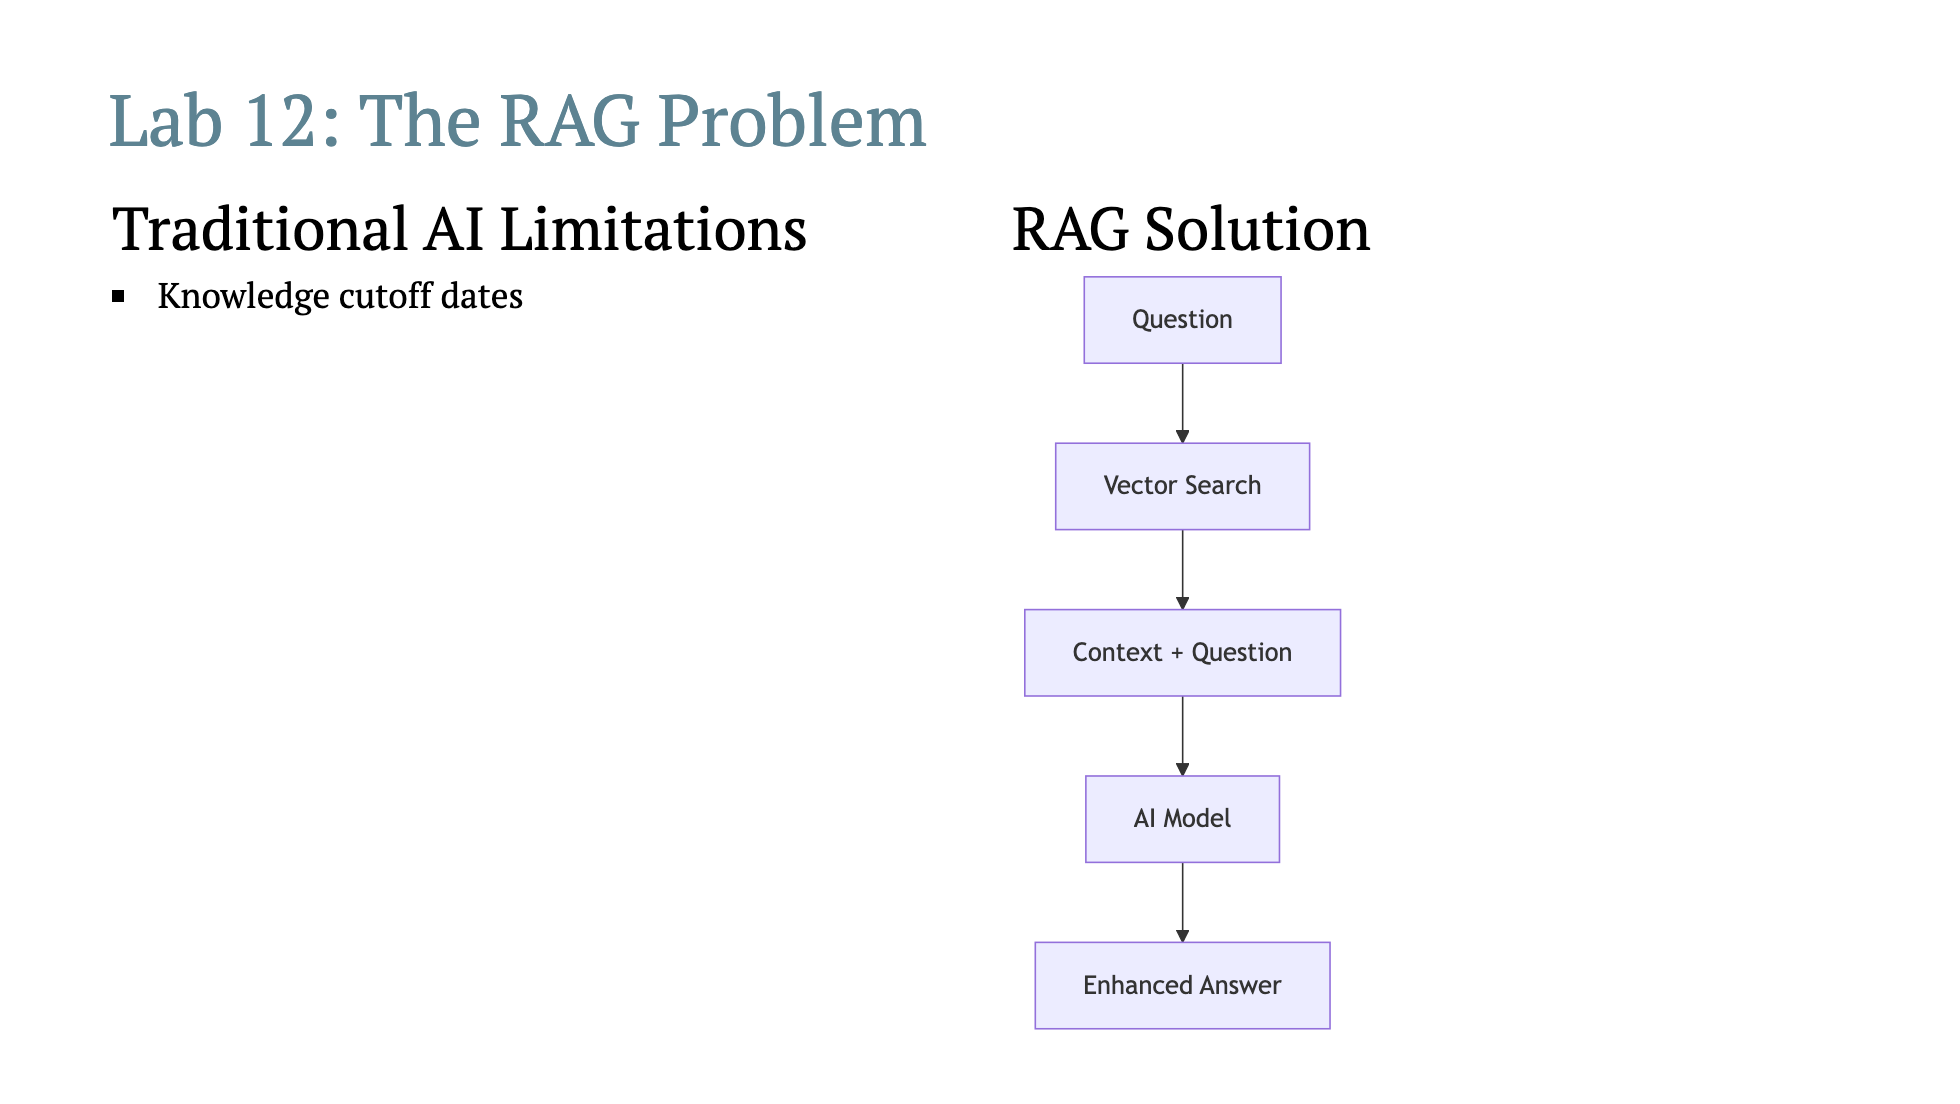 Lab 12: The RAG Problem
Traditional AI Limitations
▪ Knowledge cutoff dates
RAG Solution
Question
Vector Search
Context + Question
AI Model
Enhanced Answer